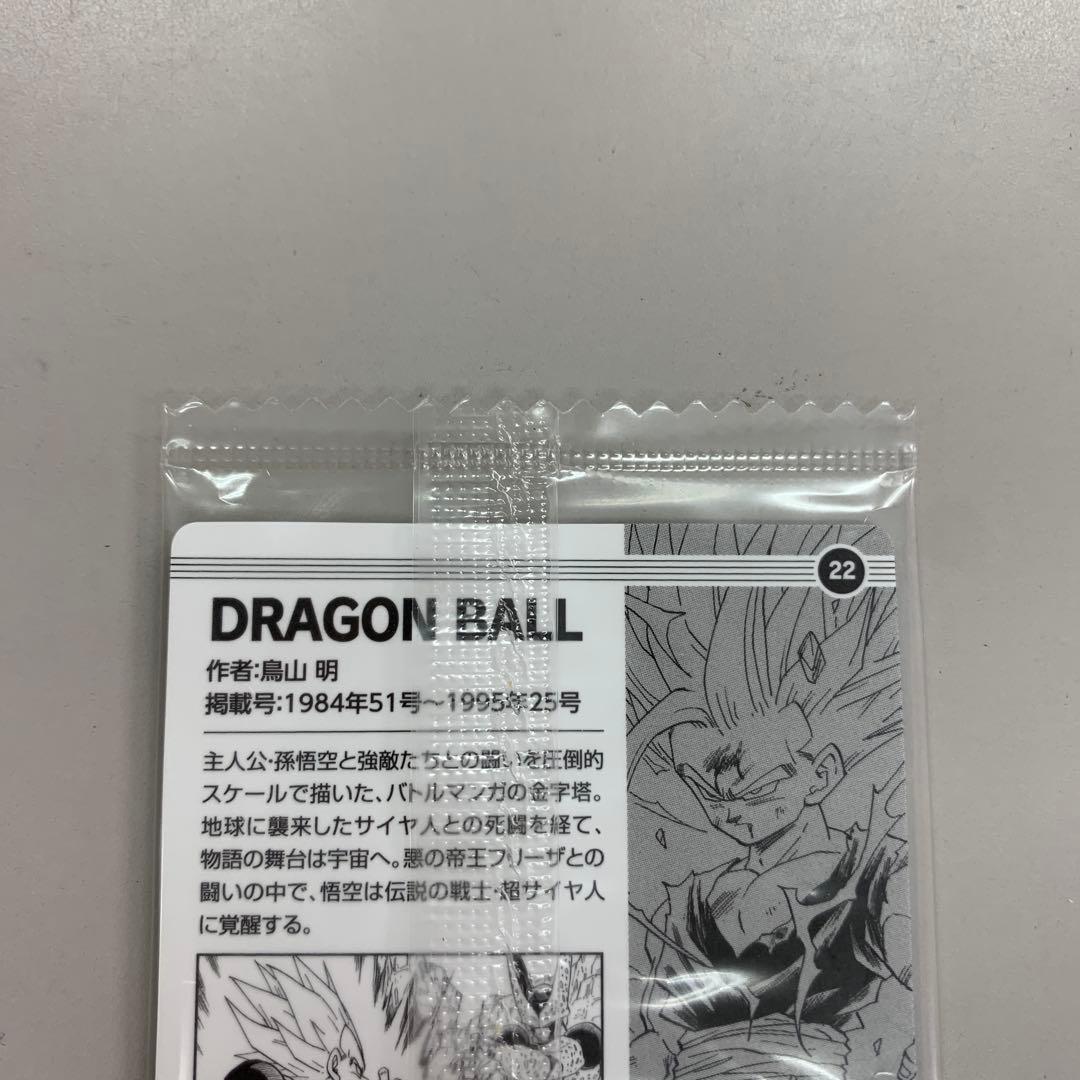 22
DRAGON BALL
作者:鳥山 明
掲載号:1984年51号〜1995年25号
主人公・孫悟空と強敵たちとの闘いを圧倒的
スケールで描いた、バトルマンガの金字塔。
地球に襲来したサイヤ人との死闘を経て、
物語の舞台は宇宙へ。悪の帝王フリーザとの
闘いの中で、悟空は伝説の戦士・超サイヤ人
に覚醒する。